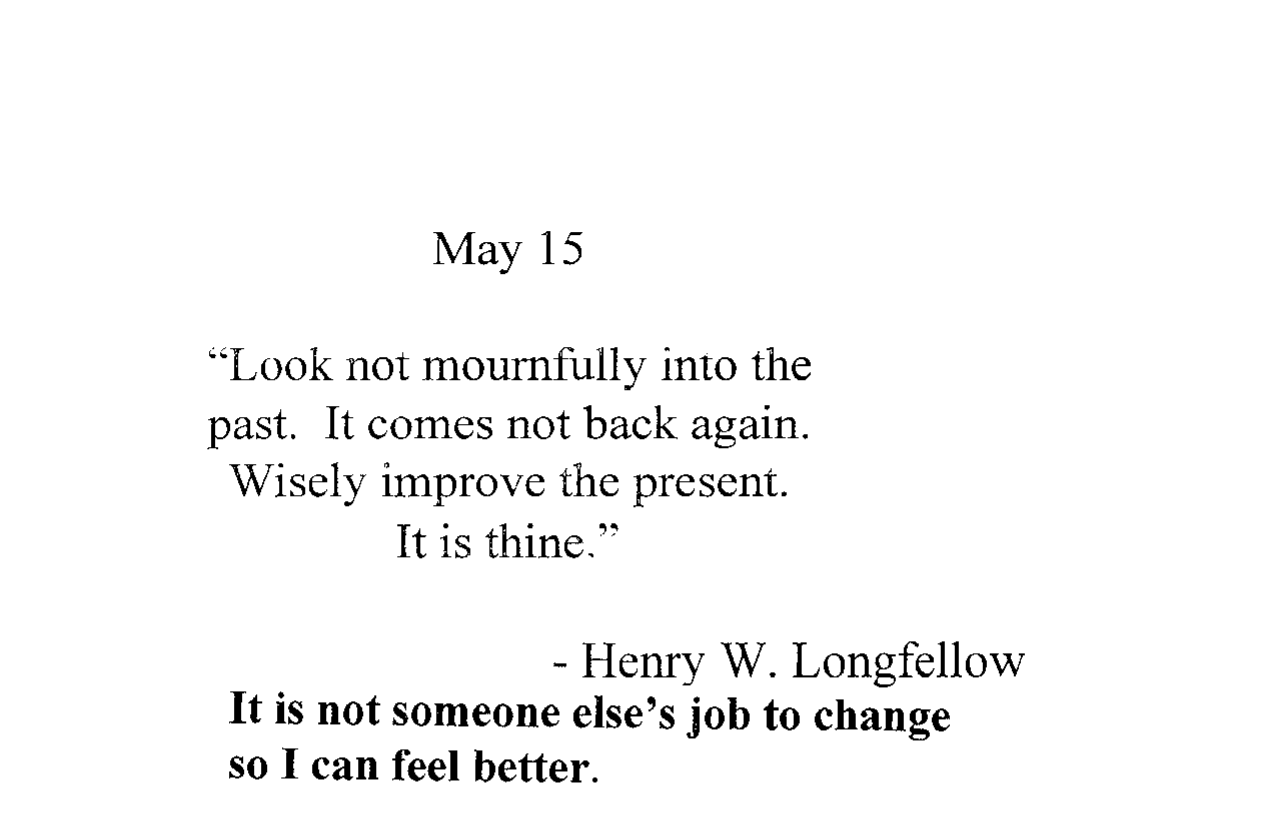 May 15
“Look not mournfully into the
past. It comes not back again.
Wisely improve the present.
It is thine.”
- Henry W. Longfellow
It is not someone else’s job to change
so I can feel better.